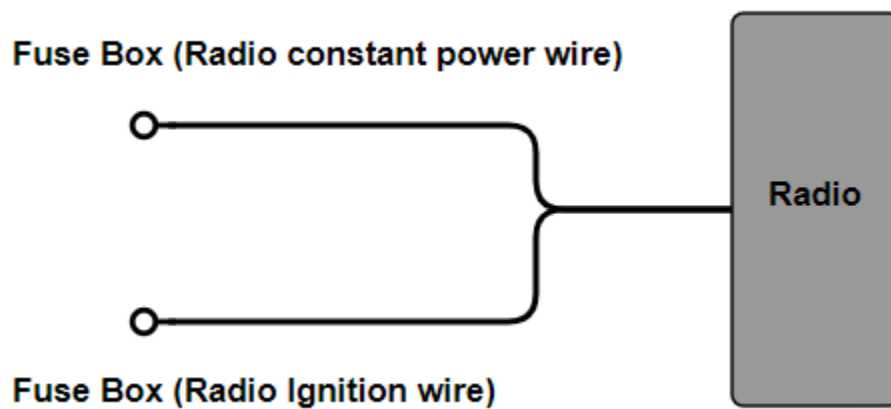 Fuse Box (Radio constant power wire)
Radio
Fuse Box (Radio Ignition wire)